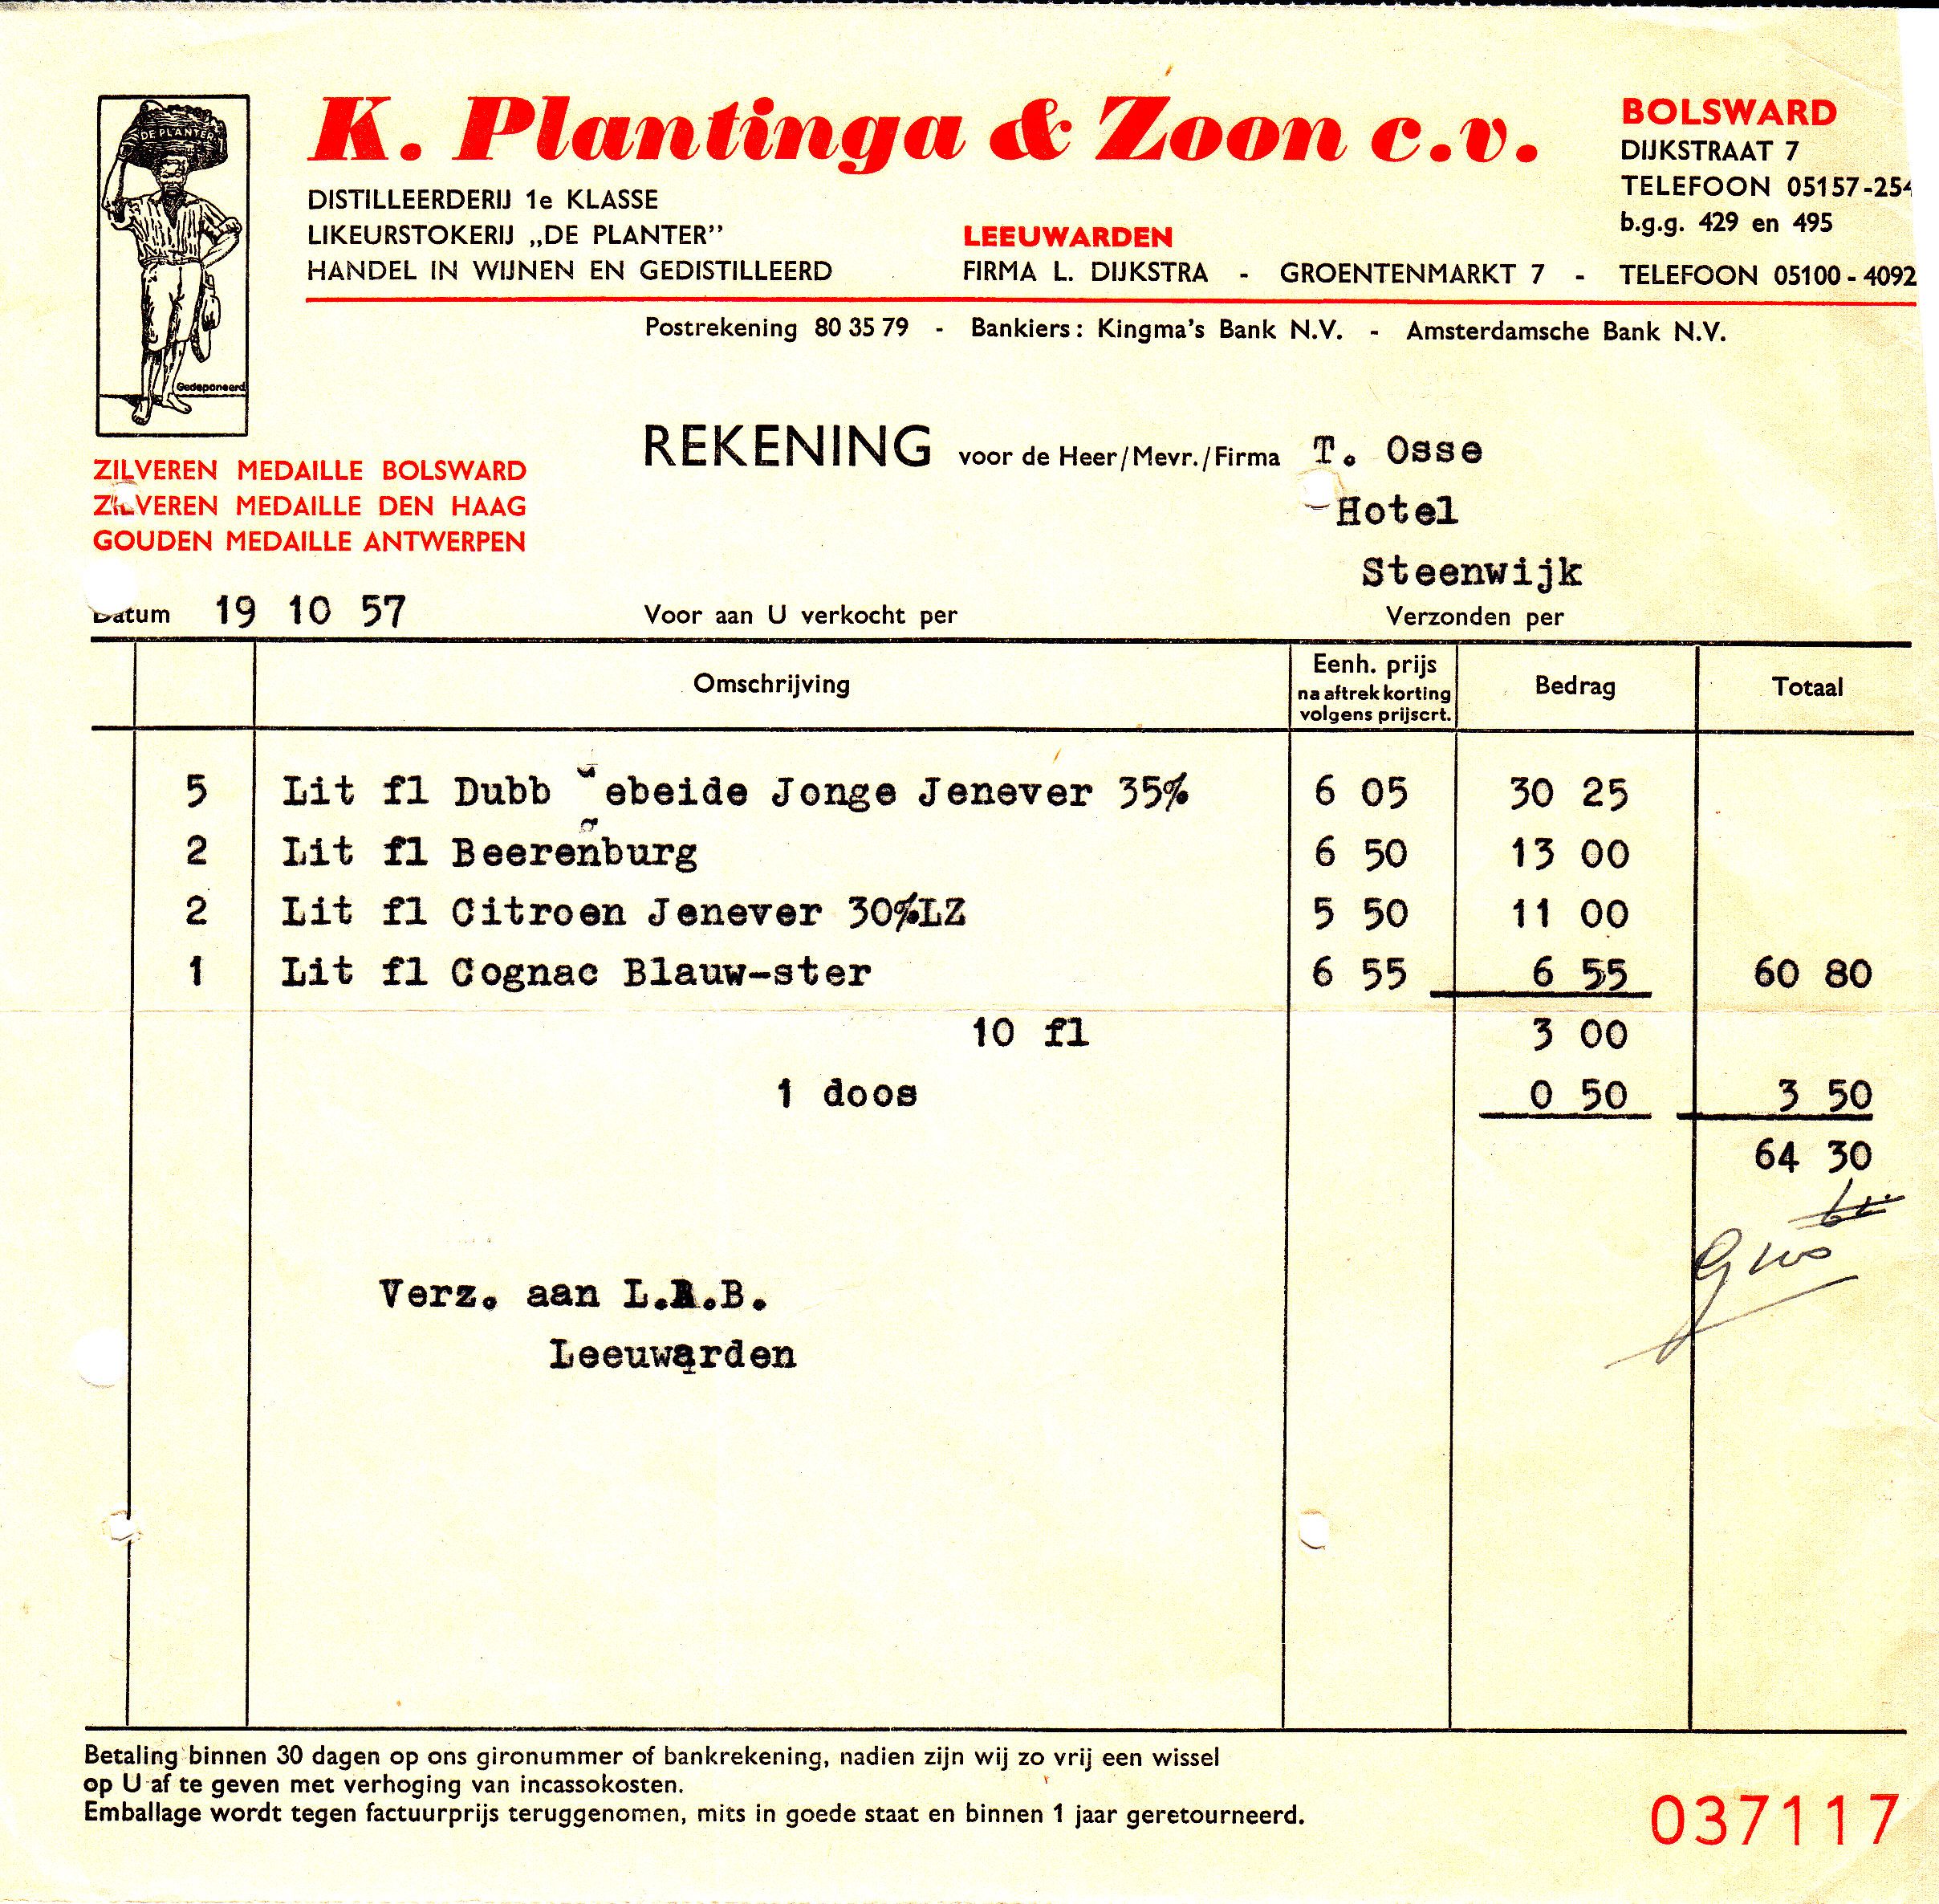 DE PLANTER
Gedeponeerd
K. Plantinga & Zoon c.v.
DISTILLEERDERIJ 1e KLASSE
LIKEURSTOKERIJ „DE PLANTER”
HANDEL IN WIJNEN EN GEDISTILLEERD
LEEUWARDEN
FIRMA L. DIJKSTRA - GROENTENMARKT 7 - TELEFOON 05100 - 4092
BOLSWARD
DIJKSTRAAT 7
TELEFOON 05157-254
b.g.g. 429 en 495
Postrekening 80 35 79 - Bankiers: Kingma's Bank N.V. - Amsterdamsche Bank N.V.
ZILVEREN MEDAILLE BOLSWARD
ZILVEREN MEDAILLE DEN HAAG
GOUDEN MEDAILLE ANTWERPEN
REKENING voor de Heer/Mevr./Firma T. Osse
Hotel
Steenwijk
Datum 19 10 57 Voor aan U verkocht per Verzonden per
Omschrijving Eenh. prijs na aftrek korting volgens prijscrt. Bedrag Totaal
5 Lit fl Dubb ebeide Jonge Jenever 35% 6 05 30 25
2 Lit fl Beerenburg 6 50 13 00
2 Lit fl Citroen Jenever 30%LZ 5 50 11 00
1 Lit fl Cognac Blauw-ster 6 55 6 55 60 80
10 fl 3 00
1 doos 0 50 3 50
64 30
Verz. aan L.A.B.
Leeuwarden
Betaling binnen 30 dagen op ons gironummer of bankrekening, nadien zijn wij zo vrij een wissel
op U af te geven met verhoging van incassokosten.
Emballage wordt tegen factuurprijs teruggenomen, mits in goede staat en binnen 1 jaar geretourneerd.
037117